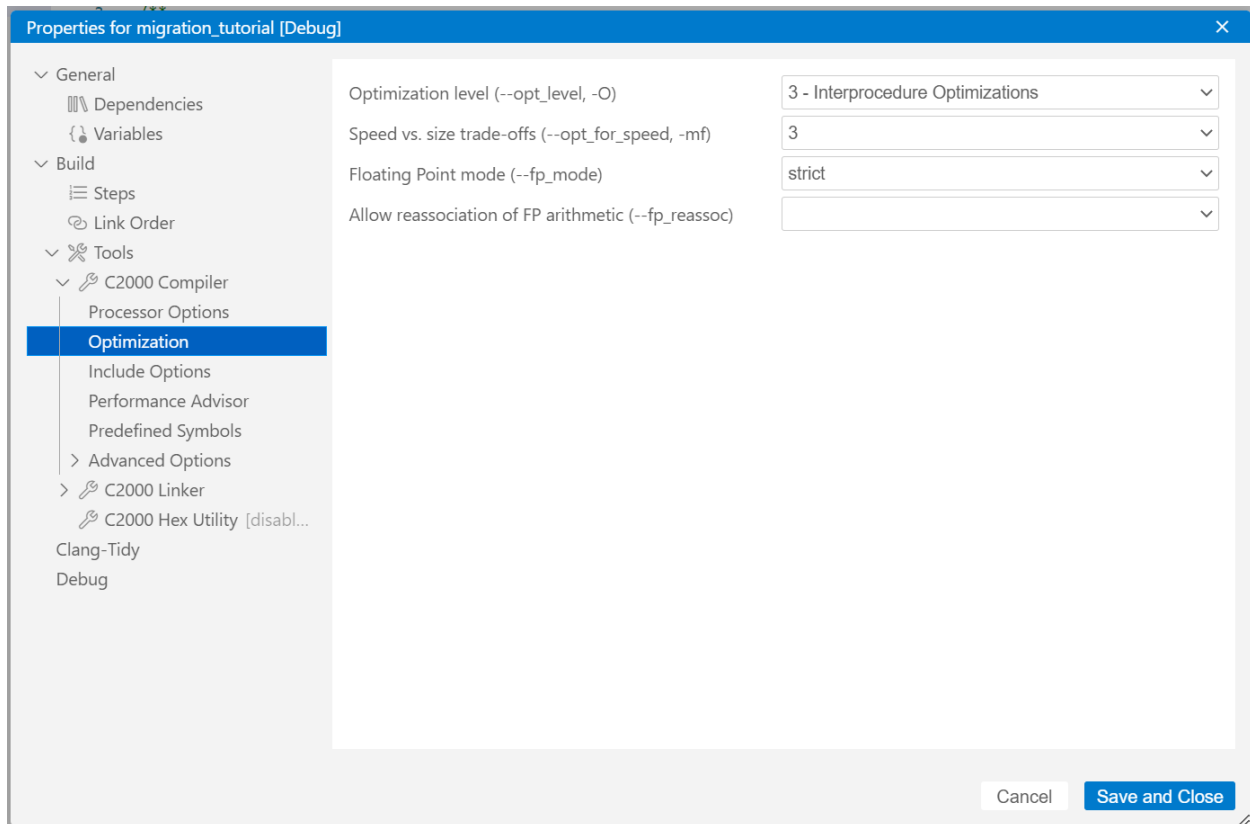 Properties for migration_tutorial [Debug]
General
Dependencies
Variables
Build
Steps
Link Order
Tools
C2000 Compiler
Processor Options
Optimization
Include Options
Performance Advisor
Predefined Symbols
Advanced Options
C2000 Linker
C2000 Hex Utility [disabl...
Clang-Tidy
Debug
Optimization level (--opt_level, -O) 3 - Interprocedure Optimizations
Speed vs. size trade-offs (--opt_for_speed, -mf) 3
Floating Point mode (--fp_mode) strict
Allow reassociation of FP arithmetic (--fp_reassoc)
Cancel Save and Close